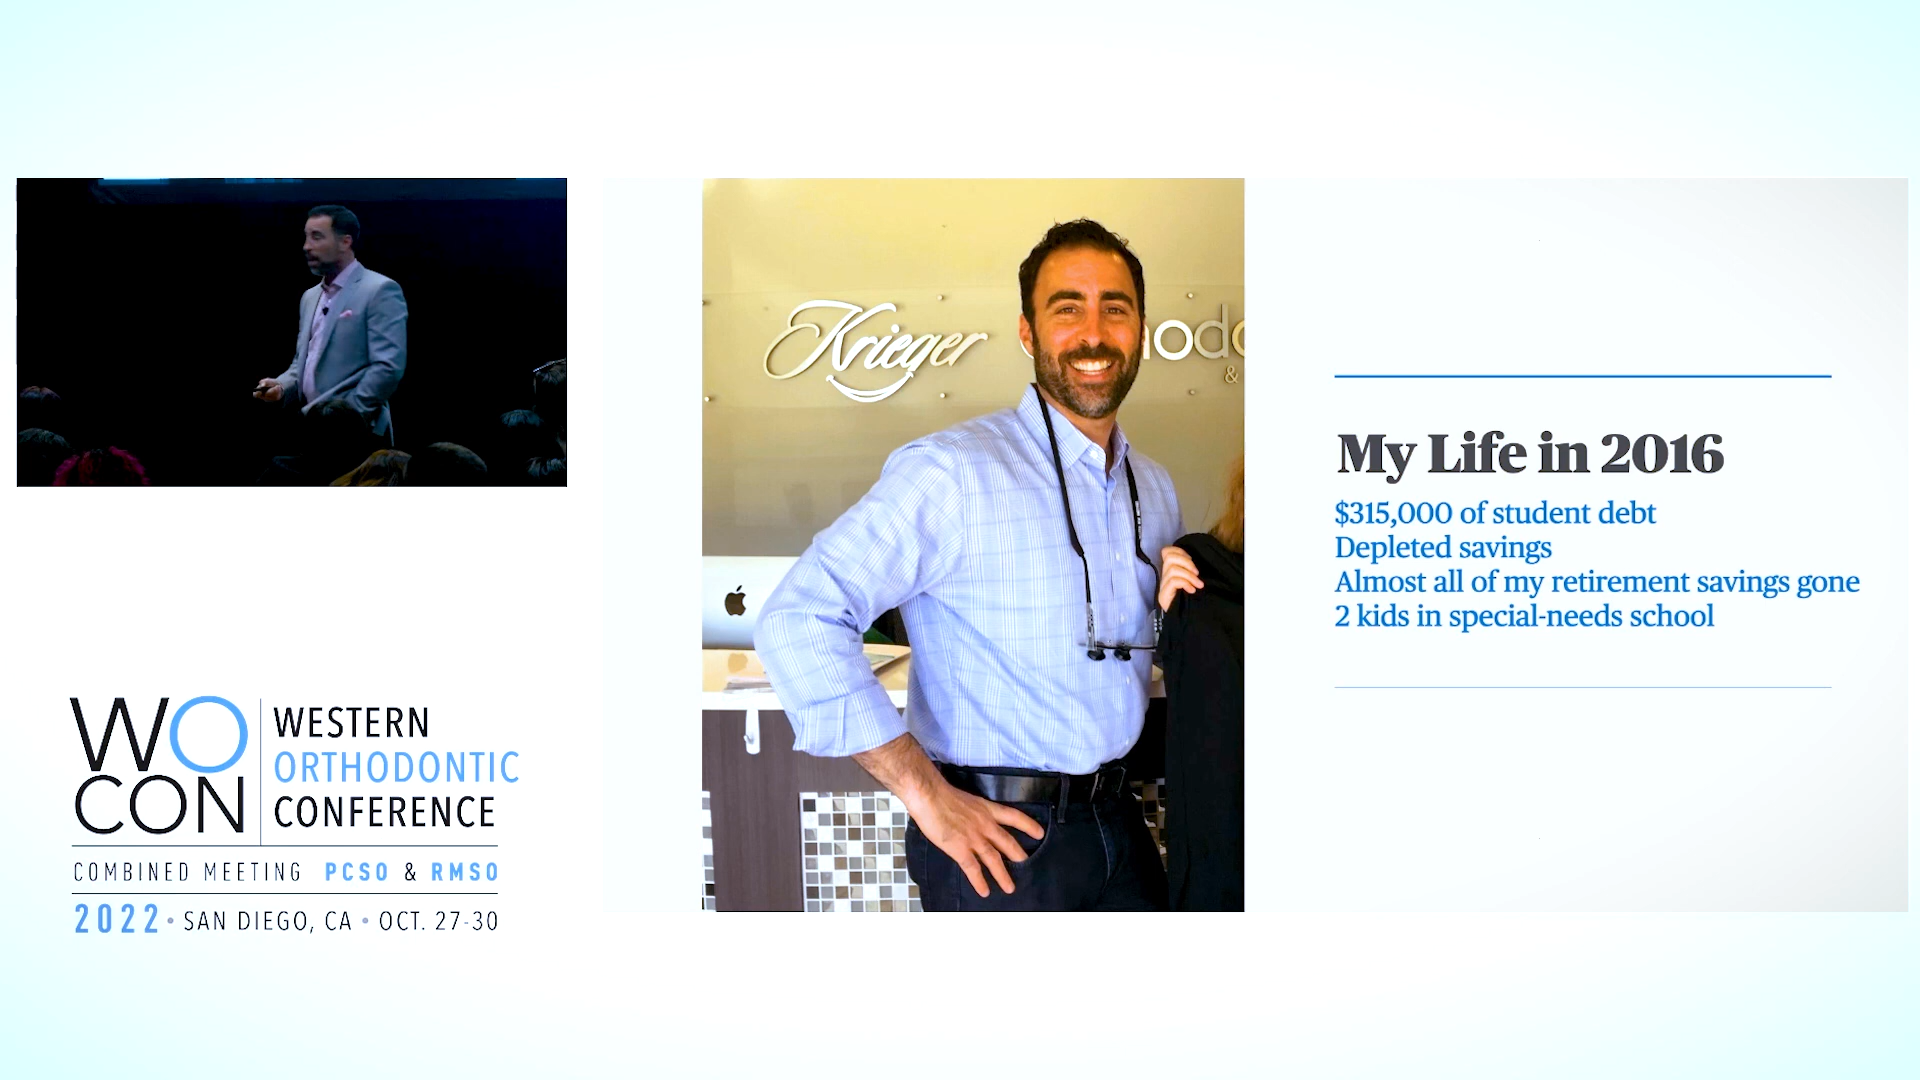 Krieger
My Life in 2016
$315,000 of student debt
Depleted savings
Almost all of my retirement savings gone
2 kids in special-needs school
WO
CON
WESTERN
ORTHODONTIC
CONFERENCE
COMBINED MEETING PCSO & RMSO
2022 • SAN DIEGO, CA • OCT. 27-30